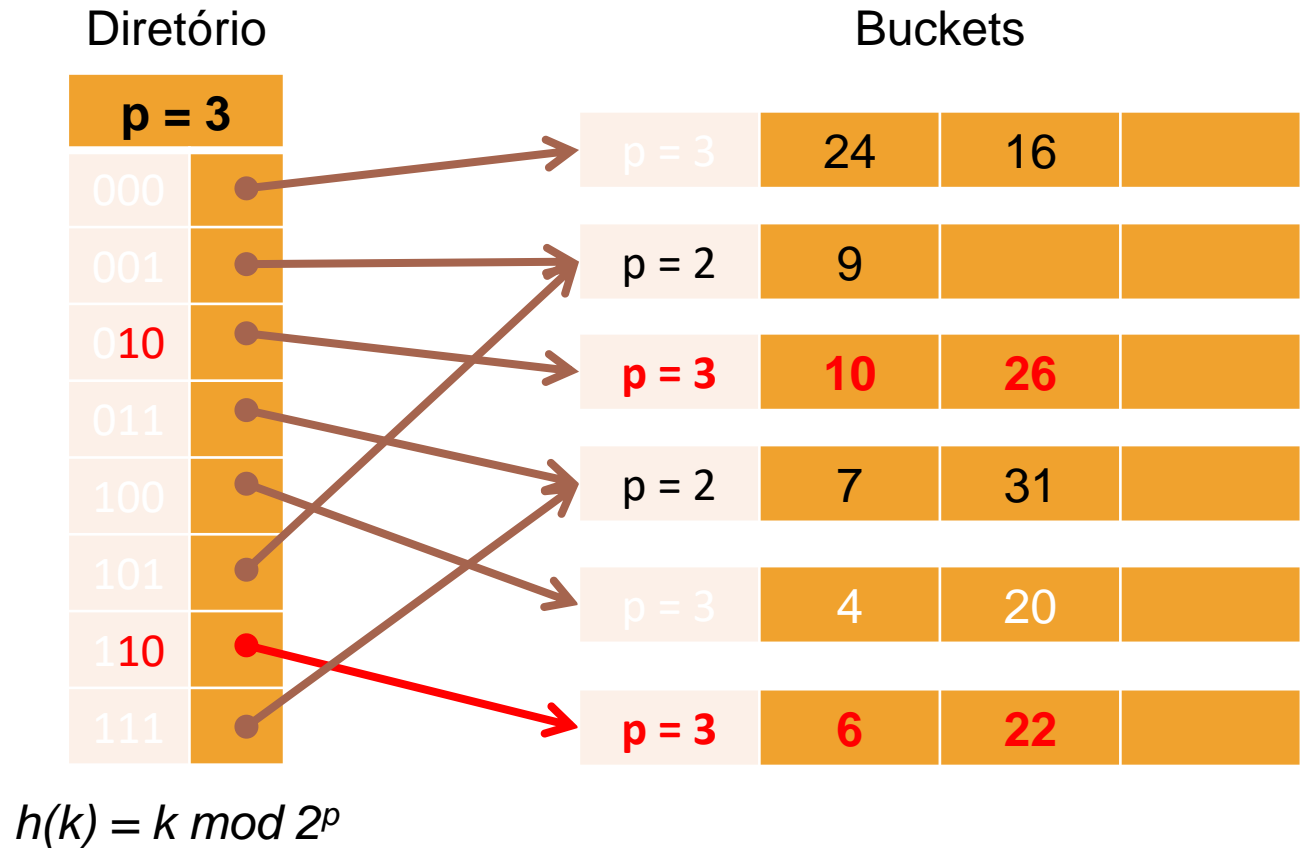 Diretório
Buckets
p = 3
000
001
010
011
100
101
110
111
p = 3 24 16
p = 2 9
p = 3 10 26
p = 2 7 31
p = 3 4 20
p = 3 6 22
h(k) = k mod 2ᵖ